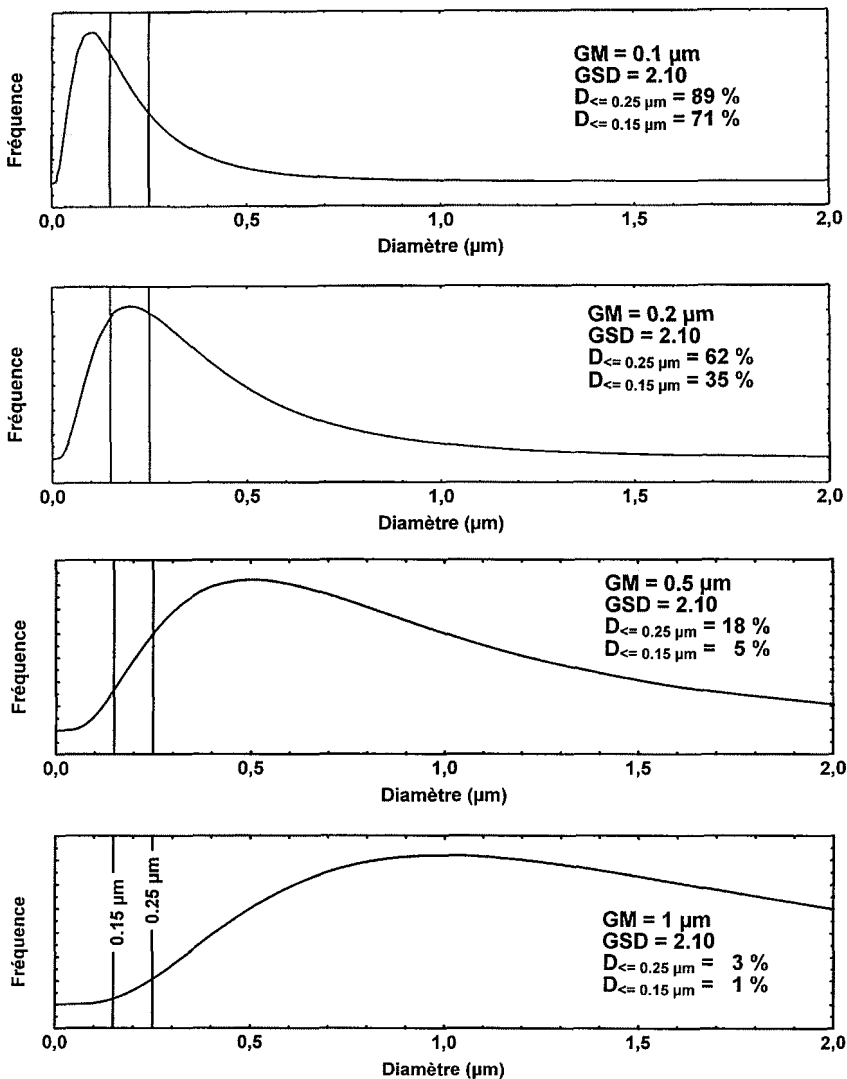 Fréquence
GM = 0.1 µm
GSD = 2.10
D<= 0.25 µm = 89 %
D<= 0.15 µm = 71 %
0,0 0,5 1,0 1,5 2,0
Diamètre (µm)
Fréquence
GM = 0.2 µm
GSD = 2.10
D<= 0.25 µm = 62 %
D<= 0.15 µm = 35 %
0,0 0,5 1,0 1,5 2,0
Diamètre (µm)
Fréquence
GM = 0.5 µm
GSD = 2.10
D<= 0.25 µm = 18 %
D<= 0.15 µm = 5 %
0,0 0,5 1,0 1,5 2,0
Diamètre (µm)
Fréquence
0.15 µm
0.25 µm
GM = 1 µm
GSD = 2.10
D<= 0.25 µm = 3 %
D<= 0.15 µm = 1 %
0,0 0,5 1,0 1,5 2,0
Diamètre (µm)